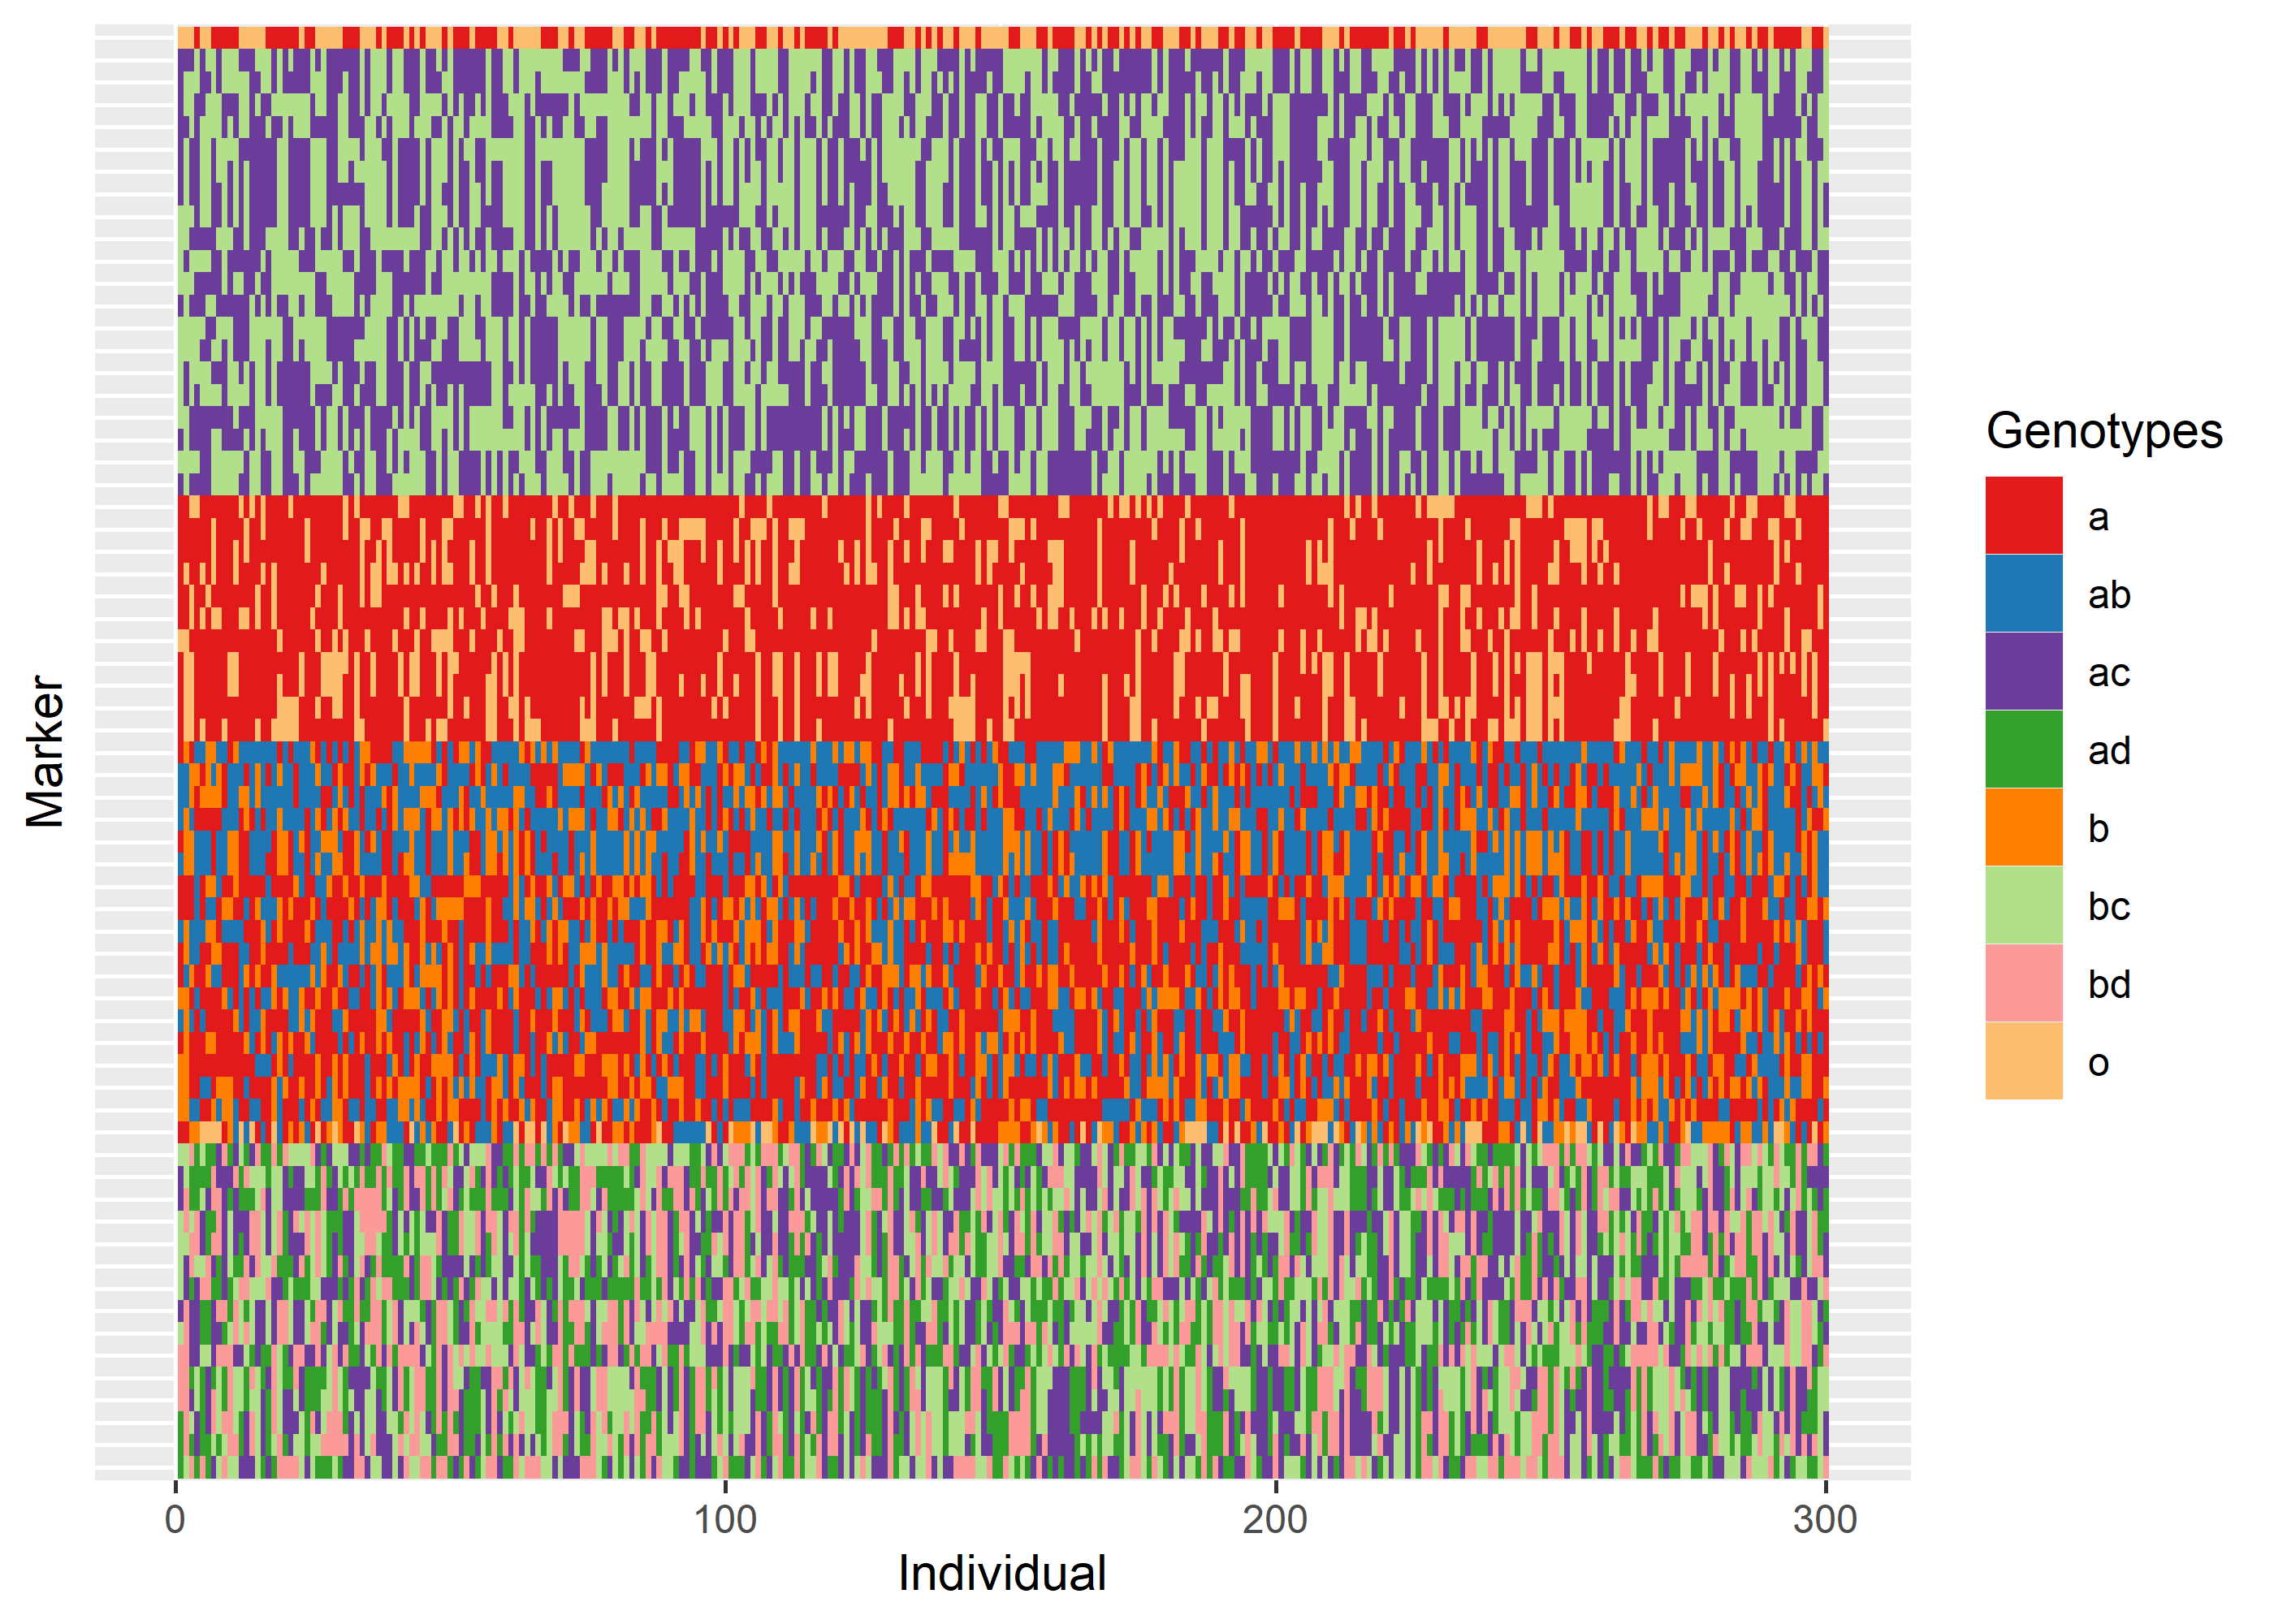 Marker
Genotypes
a
ab
ac
ad
b
bc
bd
o
0 100 200 300
Individual